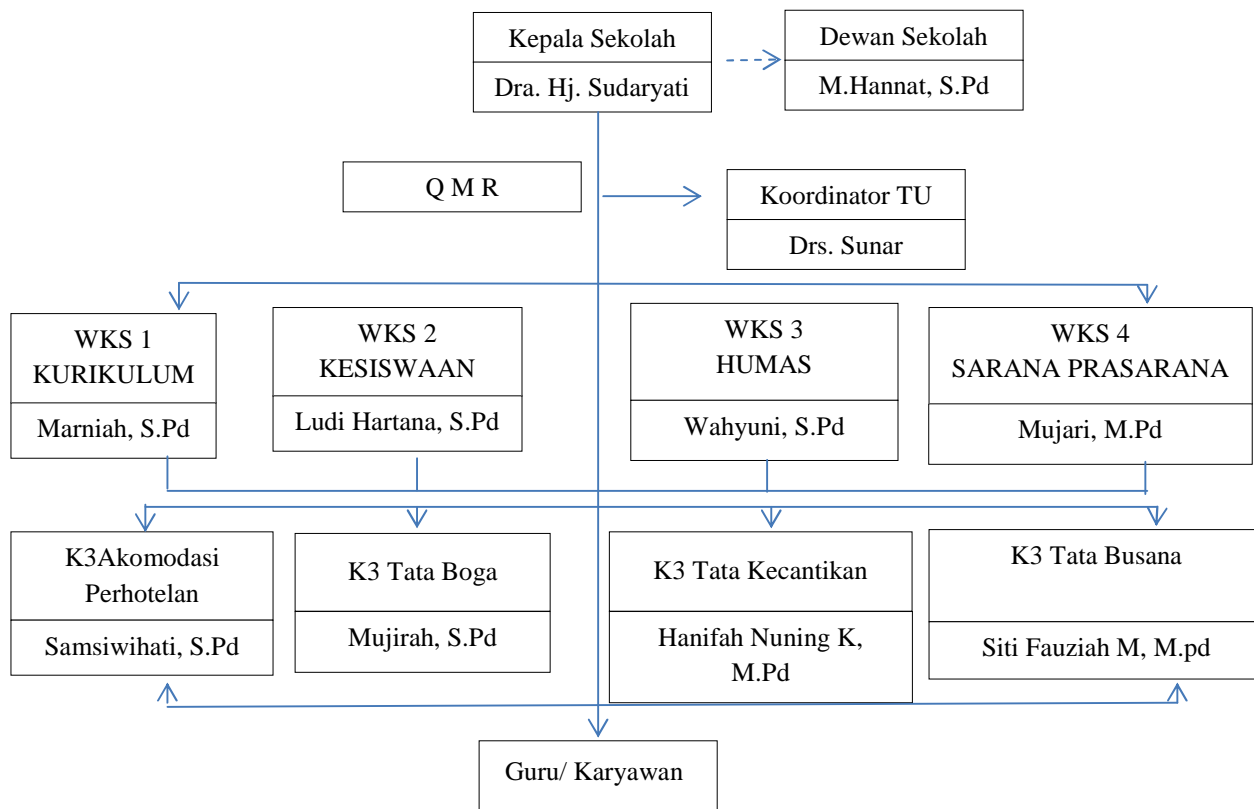 Kepala Sekolah
Dra. Hj. Sudaryati
Dewan Sekolah
M.Hannat, S.Pd
Q M R
Koordinator TU
Drs. Sunar
WKS 1
KURIKULUM
Marniah, S.Pd
WKS 2
KESISWAAN
Ludi Hartana, S.Pd
WKS 3
HUMAS
Wahyuni, S.Pd
WKS 4
SARANA PRASARANA
Mujari, M.Pd
K3Akomodasi
Perhotelan
Samsiwihati, S.Pd
K3 Tata Boga
Mujirah, S.Pd
K3 Tata Kecantikan
Hanifah Nuning K,
M.Pd
K3 Tata Busana
Siti Fauziah M, M.pd
Guru/ Karyawan